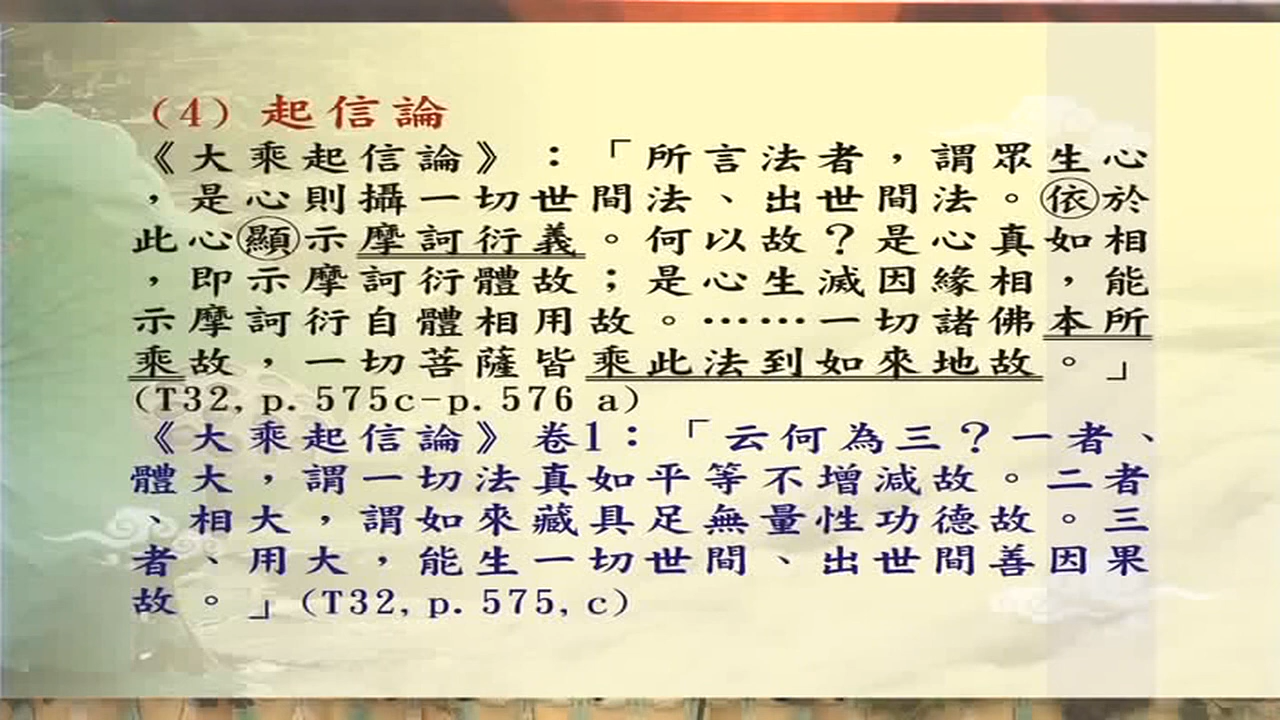 (4) 起信論
《大乘起信論》：「所言法者，謂眾生心
，是心則攝一切世間法、出世間法。依於
此心顯示摩訶衍義。何以故？是心真如相
，即示摩訶衍體故；是心生滅因緣相，能
示摩訶衍自體相用故。……一切諸佛本所
乘故，一切菩薩皆乘此法到如來地故。」
(T32, p. 575c-p. 576 a)
《大乘起信論》卷1：「云何為三？一者、
體大，謂一切法真如平等不增減故。二者
、相大，謂如來藏具足無量性功德故。三
者、用大，能生一切世間、出世間善因果
故。」(T32, p. 575, c)